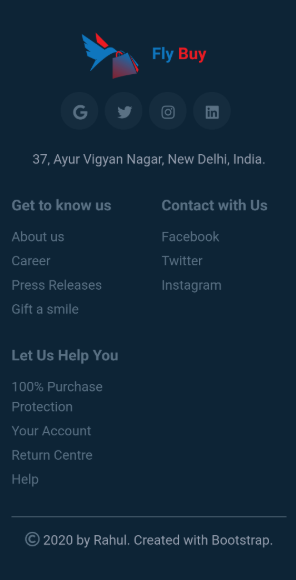 Fly Buy
37, Ayur Vigyan Nagar, New Delhi, India.
Get to know us
About us
Career
Press Releases
Gift a smile
Contact with Us
Facebook
Twitter
Instagram
Let Us Help You
100% Purchase
Protection
Your Account
Return Centre
Help
© 2020 by Rahul. Created with Bootstrap.